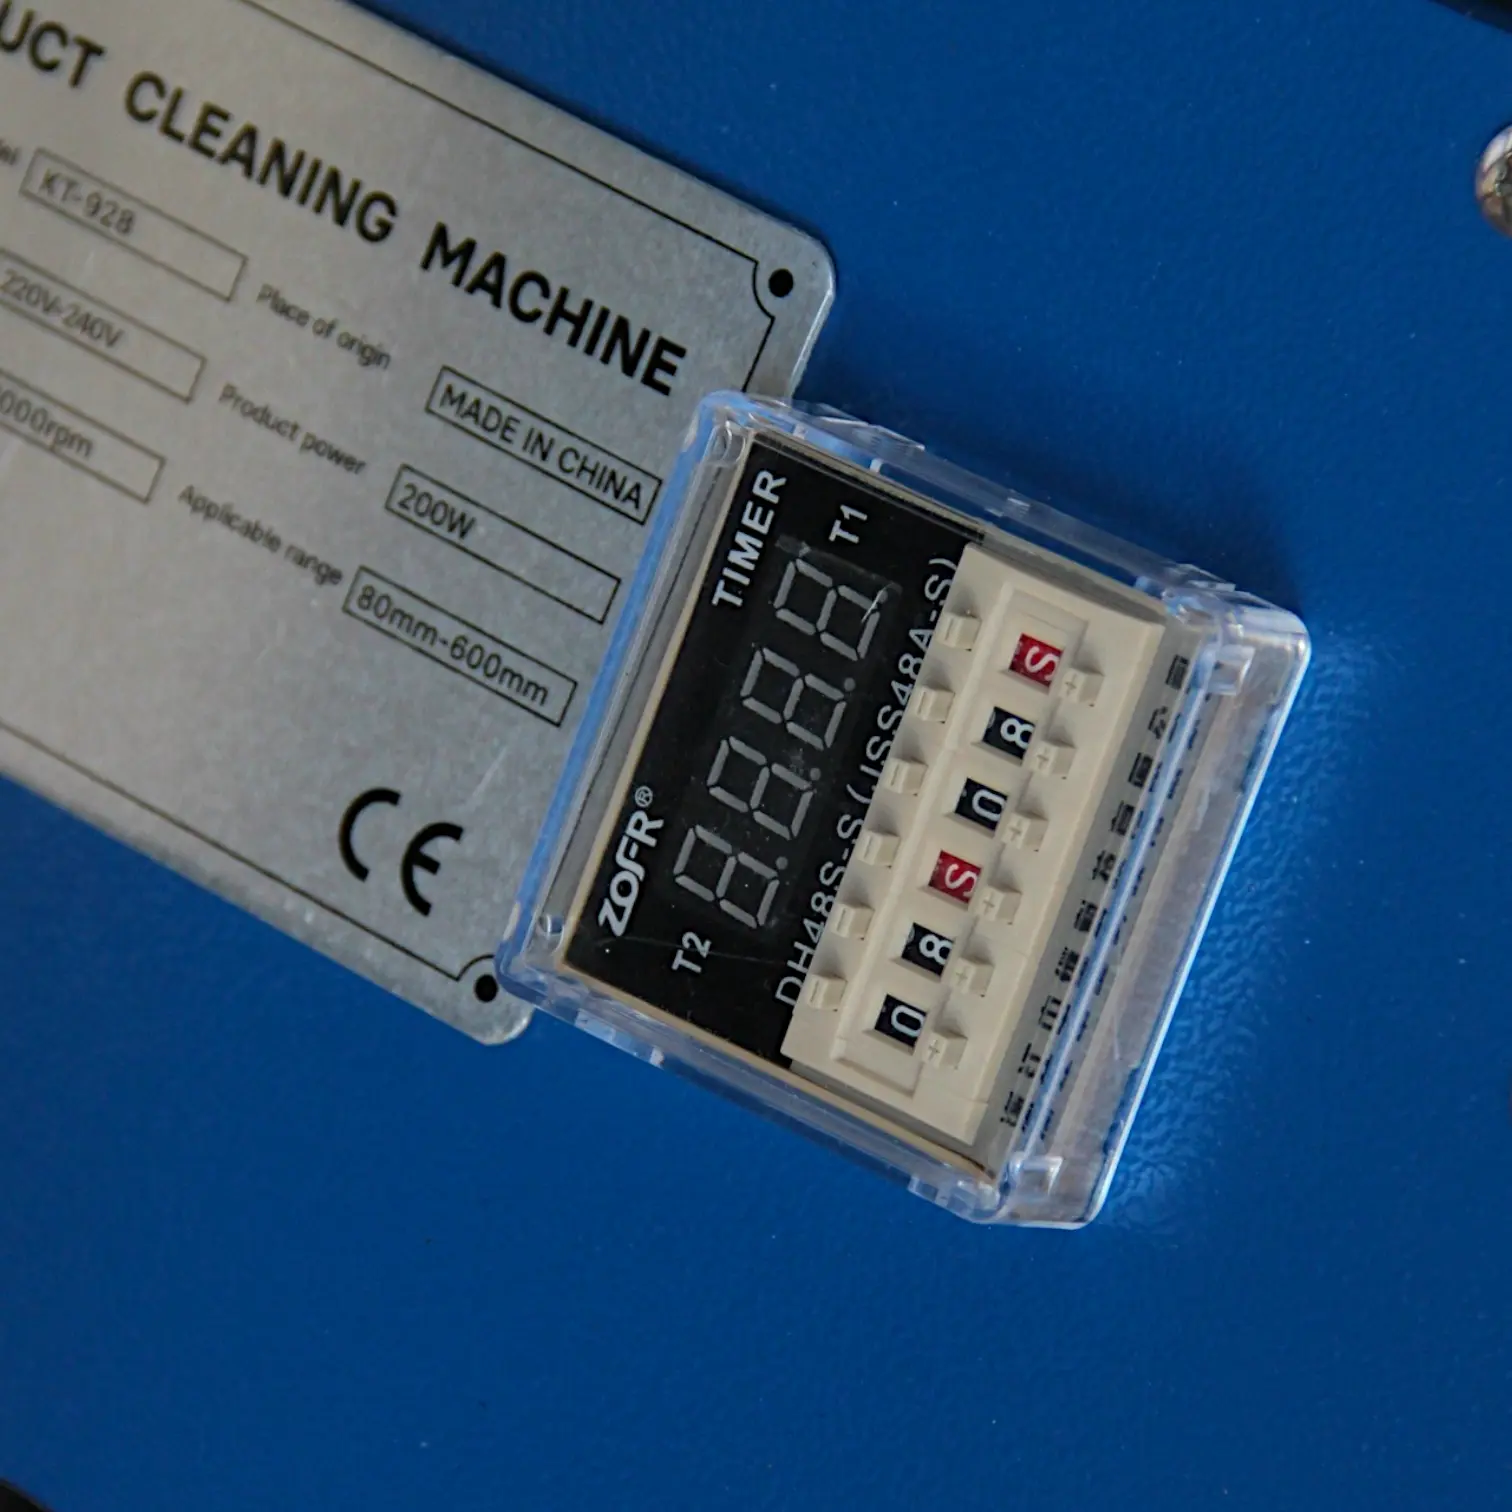 UCT CLEANING MACHINE
KT-928
Place of origin
MADE IN CHINA
220V-240V
Product power
200W
000rpm
Applicable range
80mm-600mm
CE
ZOFR® TIMER
T2
T1
DH48S-S(JSS48A-S)
0 8 S 0 8 S
+ + + + + +